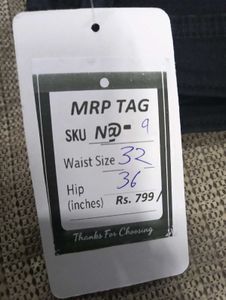 MRP TAG
SKU N@- 9
Waist Size 32
Hip 36
(inches) Rs. 799/
Thanks For Choosing